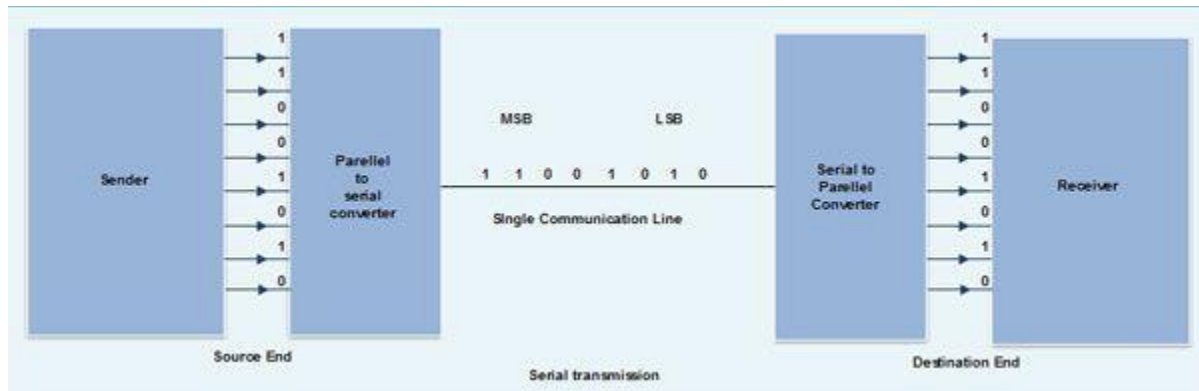 1
1
0
0
1
0
1
0
Sender
Parellel
to
serial
converter
MSB LSB
1 1 0 0 1 0 1 0
Single Communication Line
Serial to
Parellel
Converter
1
1
0
0
1
0
1
0
Receiver
Source End
Destination End
Serial transmission